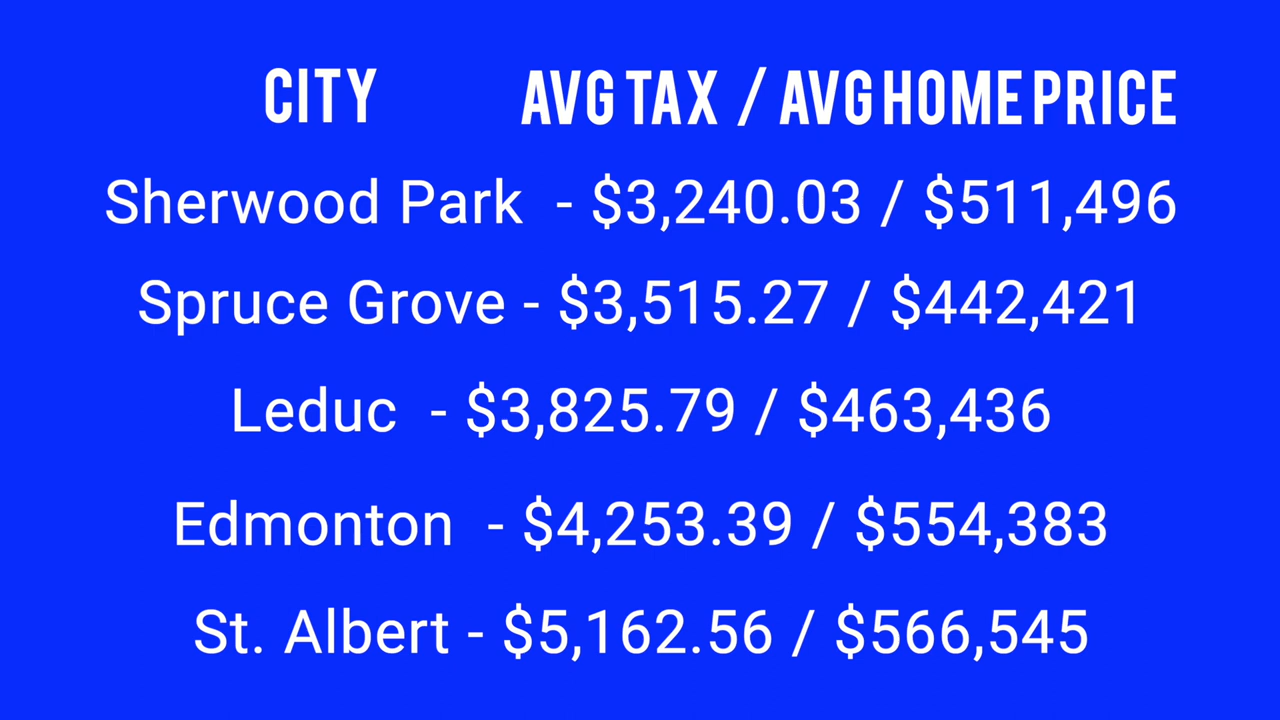 CITY AVG TAX / AVG HOME PRICE
Sherwood Park - $3,240.03 / $511,496
Spruce Grove - $3,515.27 / $442,421
Leduc - $3,825.79 / $463,436
Edmonton - $4,253.39 / $554,383
St. Albert - $5,162.56 / $566,545